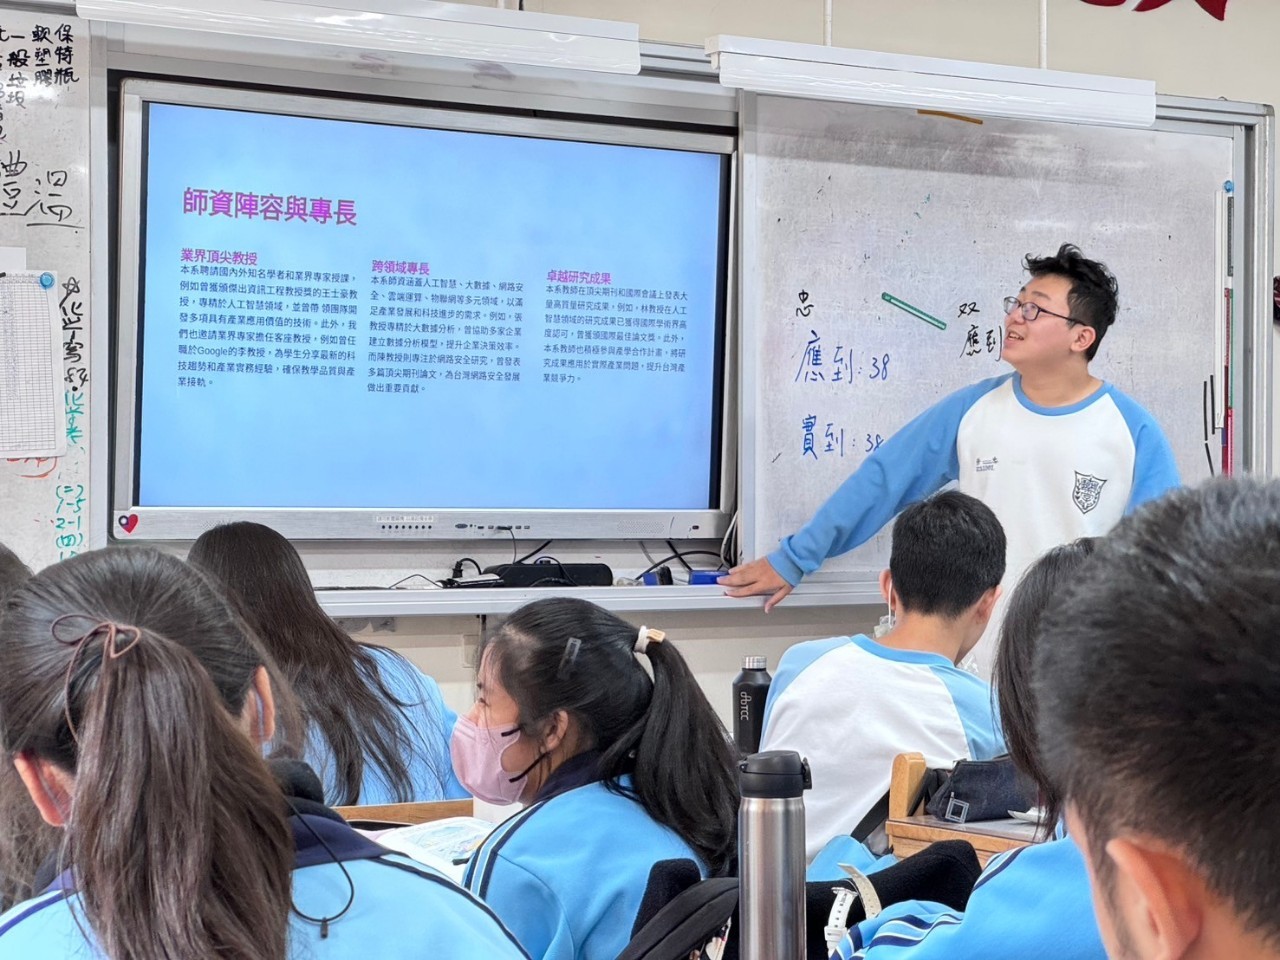 保特瓶
軟塑膠
一般垃圾
溫
師資陣容與專長
業界頂尖教授
本系聘請國內外知名學者和業界專家授課，
例如曾獲頒傑出資訊工程教授獎的王士豪教
授，專精於人工智慧領域，並曾帶 領團隊開
發多項具有產業應用價值的技術。此外，我
們也邀請業界專家擔任客座教授，例如曾任
職於Google的李教授，為學生分享最新的科
技趨勢和產業實務經驗，確保教學品質與產
業接軌。
跨領域專長
本系師資涵蓋人工智慧、大數據、網路安
全、雲端運算、物聯網等多元領域，以滿
足產業發展和科技進步的需求。例如，張
教授專精於大數據分析，曾協助多家企業
建立數據分析模型，提升企業決策效率。
而陳教授則專注於網路安全研究，曾發表
多篇頂尖期刊論文，為台灣網路安全發展
做出重要貢獻。
卓越研究成果
本系教師在頂尖期刊和國際會議上發表大
量高質量研究成果，例如，林教授在人工
智慧領域的研究成果已獲得國際學術界高
度認可，曾獲頒國際最佳論文獎。此外，
本系教師也積極參與產學合作計畫，將研
究成果應用於實際產業問題，提升台灣產
業競爭力。
忠
應到：38
實到：38
双
應到
2-1
(四)